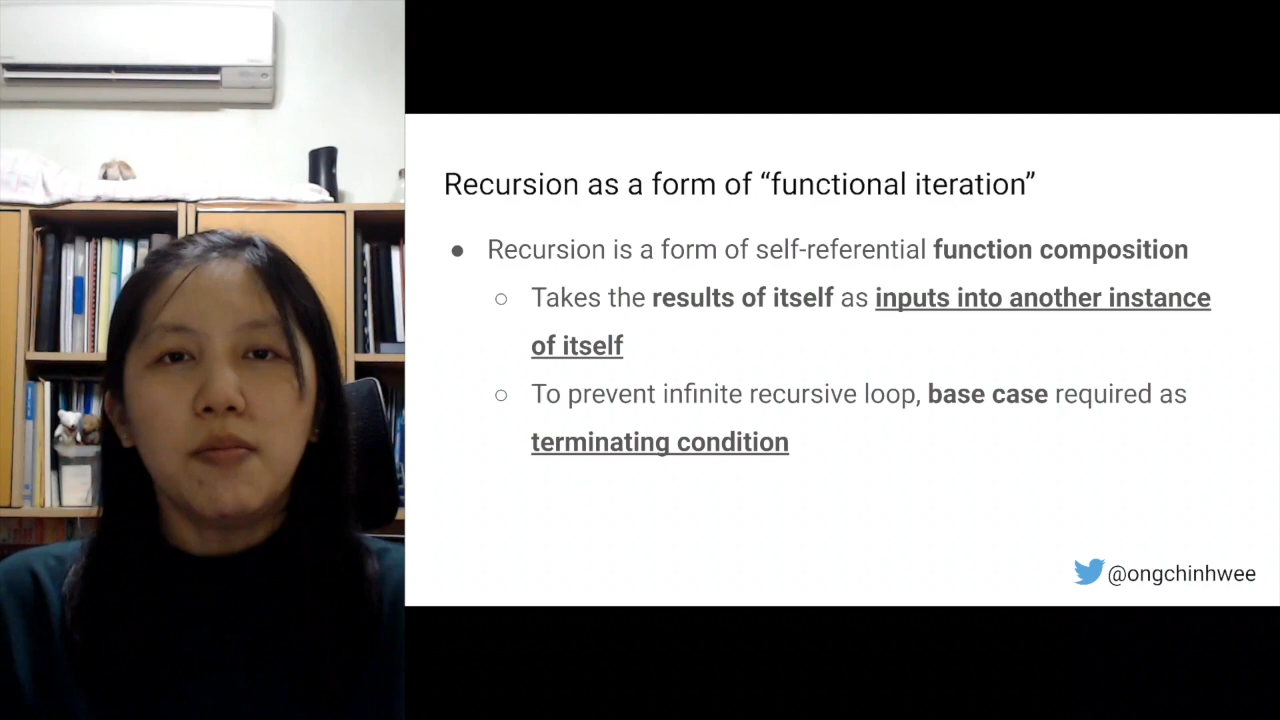 Recursion as a form of “functional iteration”
● Recursion is a form of self-referential function composition
○ Takes the results of itself as inputs into another instance
of itself
○ To prevent infinite recursive loop, base case required as
terminating condition
@ongchinhwee